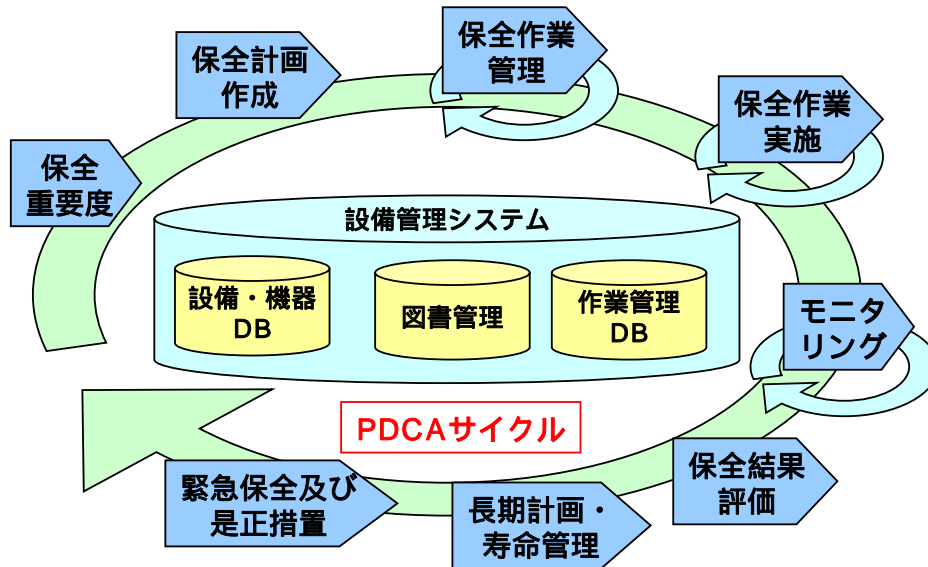 保全作業
管理
保全計画
作成
保全作業
実施
保全
重要度
設備管理システム
設備・機器
DB
図書管理
作業管理
DB
モニタ
リング
PDCAサイクル
保全結果
評価
緊急保全及び
是正措置
長期計画・
寿命管理